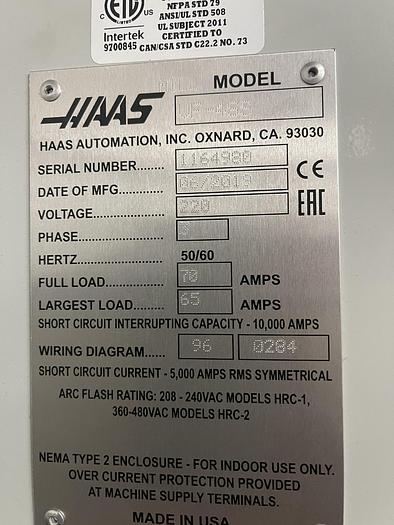 ETL
NFPA STD 79
ANSI/UL STD 508
UL SUBJECT 2011
CERTIFIED TO
CAN/CSA STD C22.2 NO. 73
C US
Intertek
9700845
HAAS
MODEL
HAAS AUTOMATION, INC. OXNARD, CA. 93030
SERIAL NUMBER....... 1164980
CE
DATE OF MFG............ 06/2019
VOLTAGE.................. 220
EAC
PHASE...................... 3
HERTZ...................... 50/60
FULL LOAD............... 70 AMPS
LARGEST LOAD........ 65 AMPS
SHORT CIRCUIT INTERRUPTING CAPACITY - 10,000 AMPS
WIRING DIAGRAM...... 96 0284
SHORT CIRCUIT CURRENT - 5,000 AMPS RMS SYMMETRICAL
ARC FLASH RATING: 208 - 240VAC MODELS HRC-1,
360-480VAC MODELS HRC-2
NEMA TYPE 2 ENCLOSURE - FOR INDOOR USE ONLY.
OVER CURRENT PROTECTION PROVIDED
AT MACHINE SUPPLY TERMINALS.
MADE IN USA